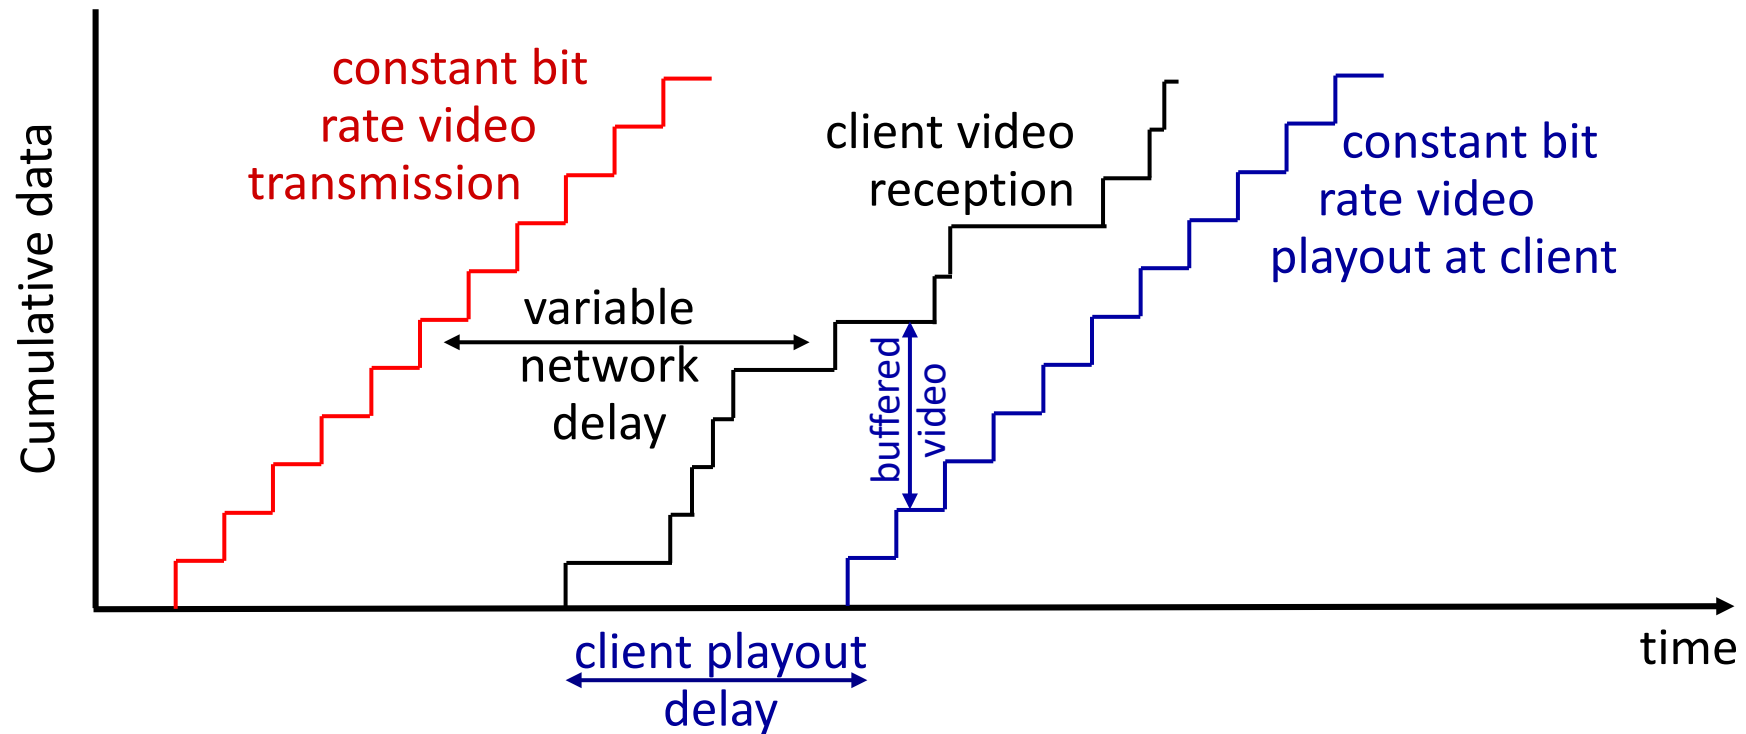 constant bit
rate video
transmission
client video
reception
constant bit
rate video
playout at client
Cumulative data
variable
network
delay
buffered
video
client playout
delay
time